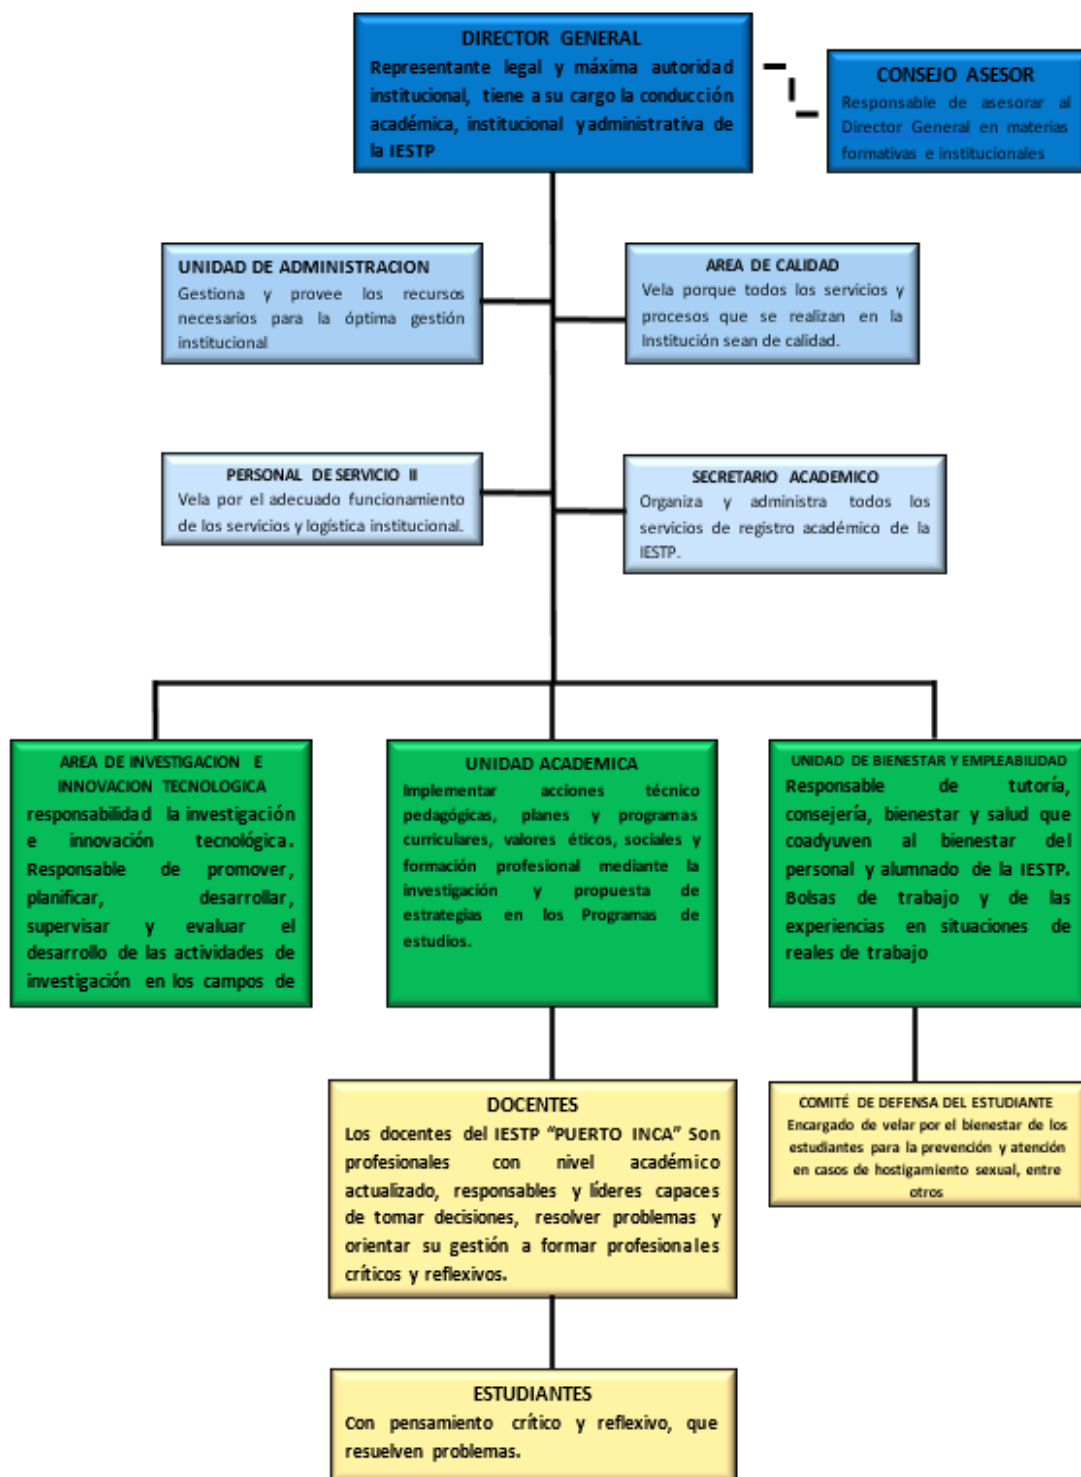 DIRECTOR GENERAL
Representante legal y máxima autoridad
institucional, tiene a su cargo la conducción
académica, institucional y administrativa de
la IESTP
CONSEJO ASESOR
Responsable de asesorar al
Director General en materias
formativas e institucionales
UNIDAD DE ADMINISTRACION
Gestiona y provee los recursos
necesarios para la óptima gestión
institucional
AREA DE CALIDAD
Vela porque todos los servicios y
procesos que se realizan en la
Institución sean de calidad.
PERSONAL DE SERVICIO II
Vela por el adecuado funcionamiento
de los servicios y logística institucional.
SECRETARIO ACADEMICO
Organiza y administra todos los
servicios de registro académico de la
IESTP.
AREA DE INVESTIGACION E
INNOVACION TECNOLOGICA
responsabilidad la investigación
e innovación tecnológica.
Responsable de promover,
planificar, desarrollar,
supervisar y evaluar el
desarrollo de las actividades de
investigación en los campos de
UNIDAD ACADEMICA
Implementar acciones técnico
pedagógicas, planes y programas
curriculares, valores éticos, sociales y
formación profesional mediante la
investigación y propuesta de
estrategias en los Programas de
estudios.
UNIDAD DE BIENESTAR Y EMPLEABILIDAD
Responsable de tutoría,
consejería, bienestar y salud que
coadyuven al bienestar del
personal y alumnado de la IESTP.
Bolsas de trabajo y de las
experiencias en situaciones de
reales de trabajo
DOCENTES
Los docentes del IESTP “PUERTO INCA” Son
profesionales con nivel académico
actualizado, responsables y líderes capaces
de tomar decisiones, resolver problemas y
orientar su gestión a formar profesionales
críticos y reflexivos.
COMITÉ DE DEFENSA DEL ESTUDIANTE
Encargado de velar por el bienestar de los
estudiantes para la prevención y atención
en casos de hostigamiento sexual, entre
otros
ESTUDIANTES
Con pensamiento crítico y reflexivo, que
resuelven problemas.